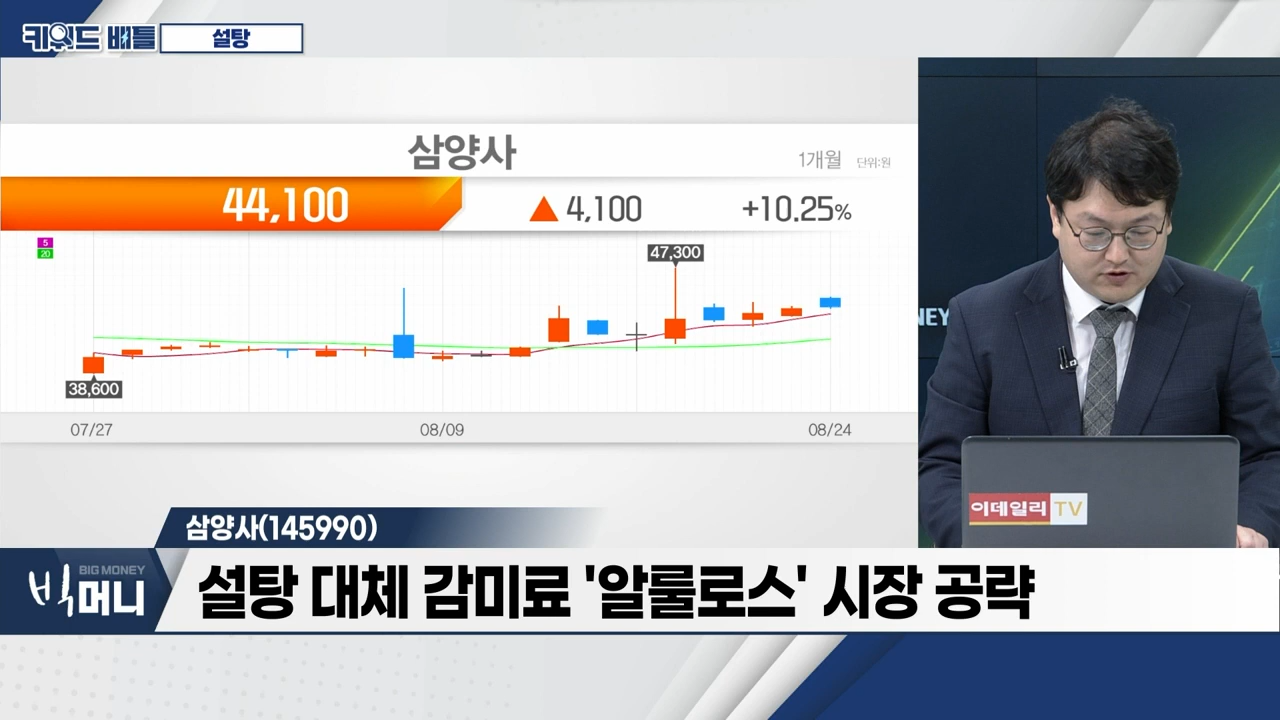 키워드 배틀
설탕
삼양사
1개월 단위:원
44,100
▲ 4,100
+10.25%
5
20
47,300
38,600
07/27
08/09
08/24
NEY
이데일리 TV
삼양사(145990)
BIG MONEY
빅머니
설탕 대체 감미료 '알룰로스' 시장 공략